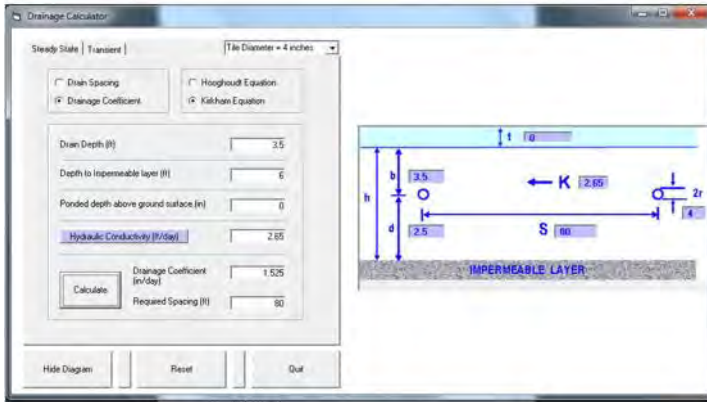 Drainage Calculator
Steady State Transient
Tile Diameter = 4 inches
Drain Spacing
Hooghoudt Equation
Drainage Coefficient
Kirkham Equation
Drain Depth (ft) 3.5
Depth to Impermeable layer (ft) 6
Ponded depth above ground surface (in) 0
Hydraulic Conductivity (ft/day) 2.65
Calculate
Drainage Coefficient (in/day) 1.525
Required Spacing (ft) 80
Hide Diagram Reset Quit
t 0
b 3.5 K 2.65 2r
h
4
d 2.5 S 80
IMPERMEABLE LAYER